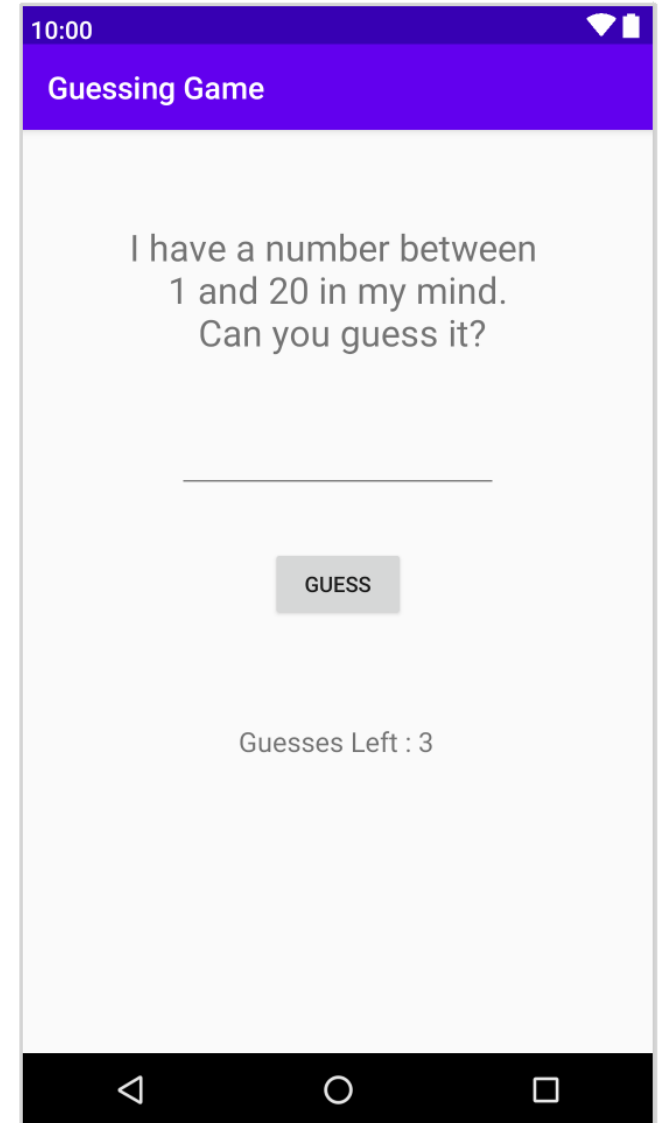 10:00
Guessing Game
I have a number between
1 and 20 in my mind.
Can you guess it?
GUESS
Guesses Left : 3